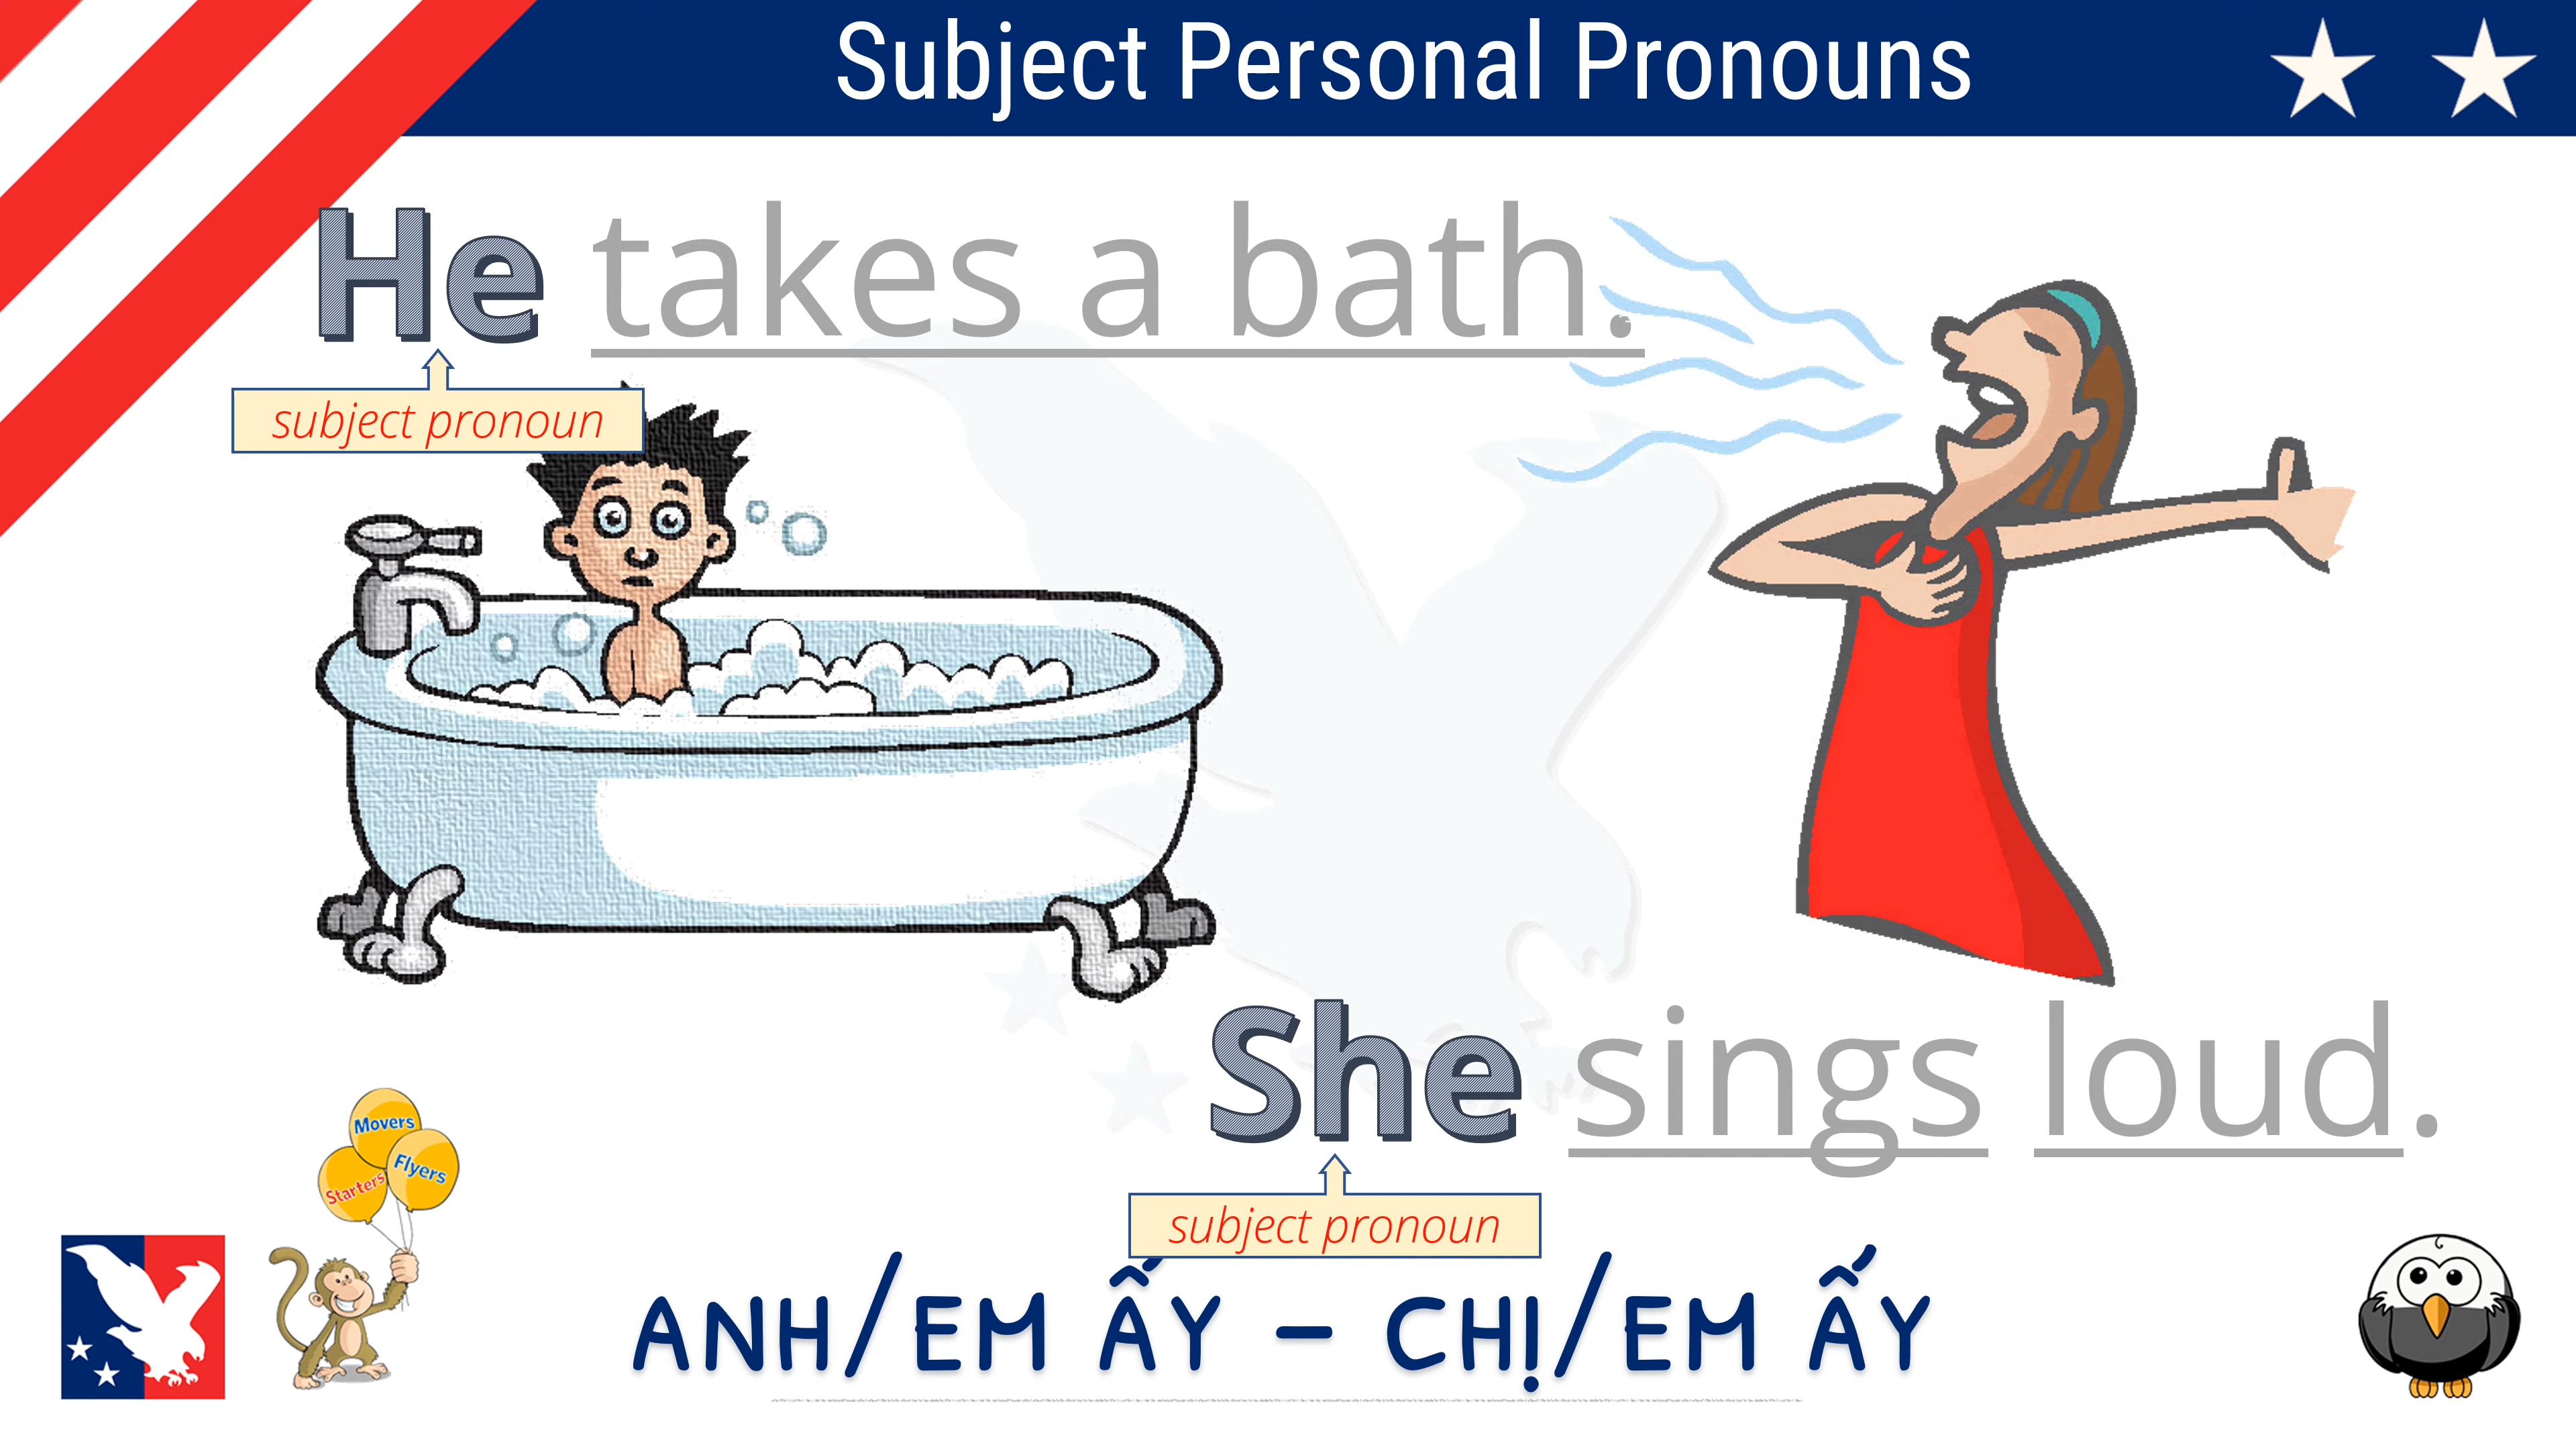 Subject Personal Pronouns
He takes a bath.
subject pronoun
She sings loud.
subject pronoun
Movers
Flyers
Starters
ANH/EM ẤY – CHỊ/EM ẤY